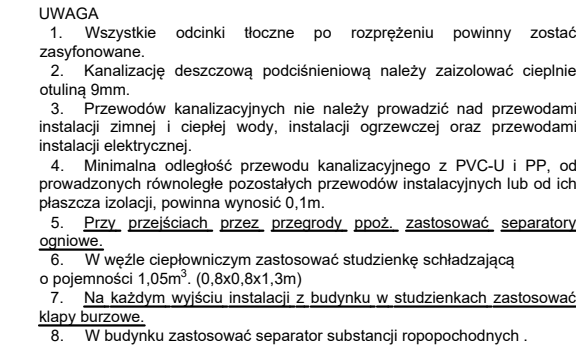 UWAGA
1. Wszystkie odcinki tłoczne po rozprężeniu powinny zostać
zasyfonowane.
2. Kanalizację deszczową podciśnieniową należy zaizolować cieplnie
otuliną 9mm.
3. Przewodów kanalizacyjnych nie należy prowadzić nad przewodami
instalacji zimnej i ciepłej wody, instalacji ogrzewczej oraz przewodami
instalacji elektrycznej.
4. Minimalna odległość przewodu kanalizacyjnego z PVC-U i PP, od
prowadzonych równoległe pozostałych przewodów instalacyjnych lub od ich
płaszcza izolacji, powinna wynosić 0,1m.
5. Przy przejściach przez przegrody ppoż. zastosować separatory
ogniowe.
6. W węźle ciepłowniczym zastosować studzienkę schładzającą
o pojemności 1,05m³. (0,8x0,8x1,3m)
7. Na każdym wyjściu instalacji z budynku w studzienkach zastosować
klapy burzowe.
8. W budynku zastosować separator substancji ropopochodnych .